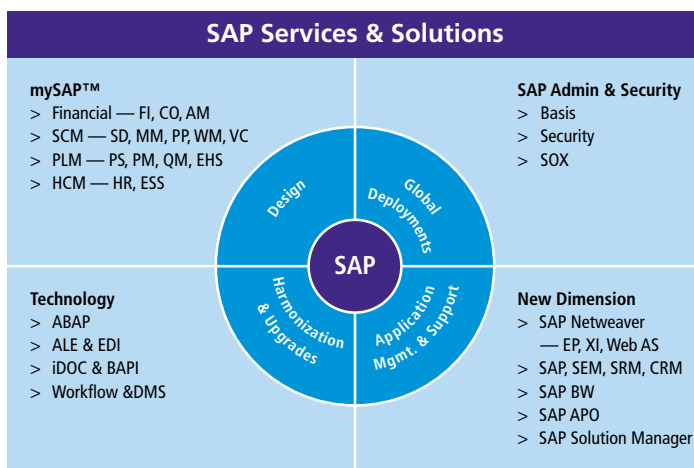 SAP Services & Solutions
mySAP™
> Financial — FI, CO, AM
> SCM — SD, MM, PP, WM, VC
> PLM — PS, PM, QM, EHS
> HCM — HR, ESS
SAP Admin & Security
> Basis
> Security
> SOX
Design
Global
Deployments
SAP
Harmonization
& Upgrades
Application
Mgmt. & Support
Technology
> ABAP
> ALE & EDI
> iDOC & BAPI
> Workflow &DMS
New Dimension
> SAP Netweaver
— EP, XI, Web AS
> SAP, SEM, SRM, CRM
> SAP BW
> SAP APO
> SAP Solution Manager